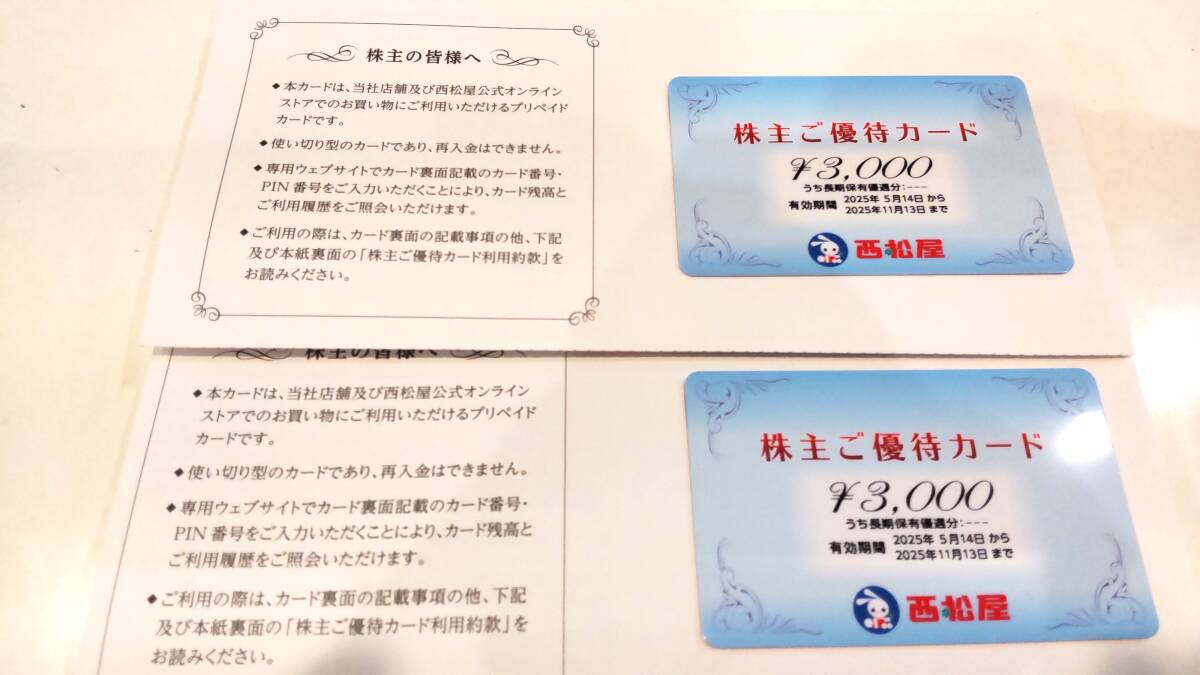 株主の皆様へ
◆本カードは、当社店舗及び西松屋公式オンライン
ストアでのお買い物にご利用いただけるプリペイド
カードです。
◆使い切り型のカードであり、再入金はできません。
◆専用ウェブサイトでカード裏面記載のカード番号・
PIN番号をご入力いただくことにより、カード残高と
ご利用履歴をご照会いただけます。
◆ご利用の際は、カード裏面の記載事項の他、下記
及び本紙裏面の「株主ご優待カード利用約款」を
お読みください。
株主ご優待カード
¥3,000
うち長期保有優遇分：---
有効期間 2025年 5月14日 から
2025年11月13日 まで
西松屋
株主の皆様へ
◆本カードは、当社店舗及び西松屋公式オンライン
ストアでのお買い物にご利用いただけるプリペイド
カードです。
◆使い切り型のカードであり、再入金はできません。
◆専用ウェブサイトでカード裏面記載のカード番号・
PIN番号をご入力いただくことにより、カード残高と
ご利用履歴をご照会いただけます。
◆ご利用の際は、カード裏面の記載事項の他、下記
及び本紙裏面の「株主ご優待カード利用約款」を
お読みください。
株主ご優待カード
¥3,000
うち長期保有優遇分：---
有効期間 2025年 5月14日 から
2025年11月13日 まで
西松屋